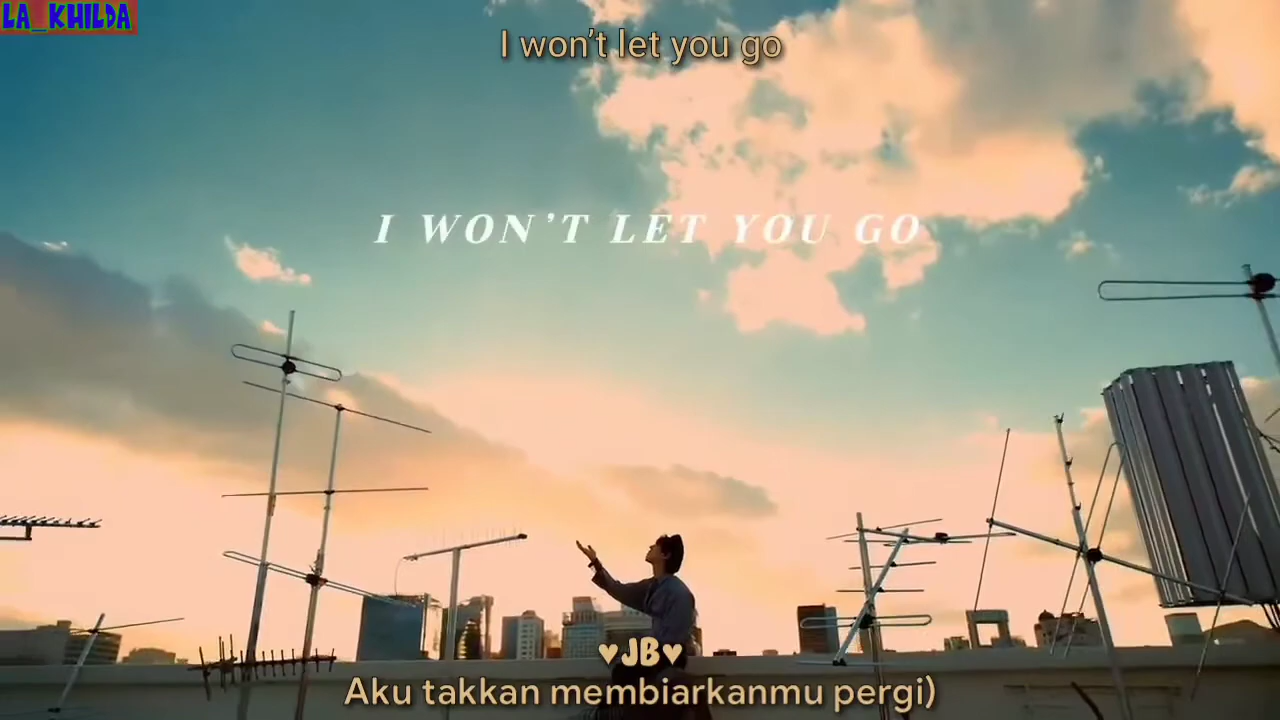 LA_KHILDA
I won't let you go
I WON'T LET YOU GO
♥JB♥
Aku takkan membiarkanmu pergi)